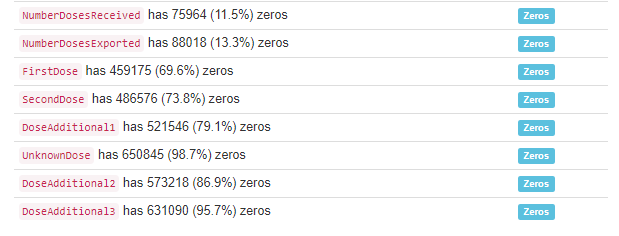 NumberDosesReceived has 75964 (11.5%) zeros Zeros
NumberDosesExported has 88018 (13.3%) zeros Zeros
FirstDose has 459175 (69.6%) zeros Zeros
SecondDose has 486576 (73.8%) zeros Zeros
DoseAdditional1 has 521546 (79.1%) zeros Zeros
UnknownDose has 650845 (98.7%) zeros Zeros
DoseAdditional2 has 573218 (86.9%) zeros Zeros
DoseAdditional3 has 631090 (95.7%) zeros Zeros